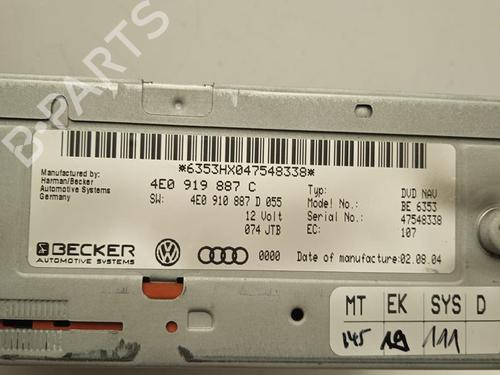 B-PARTS
*6353HX047548338*
Manufactured by:
Harman/Becker
Automotive Systems
Germany
4E0 919 887 C
SW: 4E0 910 887 D 055
12 Volt
074 JTB
0000
Typ: DVD NAV
Model No.: BE 6353
Serial No.: 47548338
EC: 107
Date of manufacture:02.08.04
BECKER
AUTOMOTIVE SYSTEMS
MT EK SYS D
145 19 111